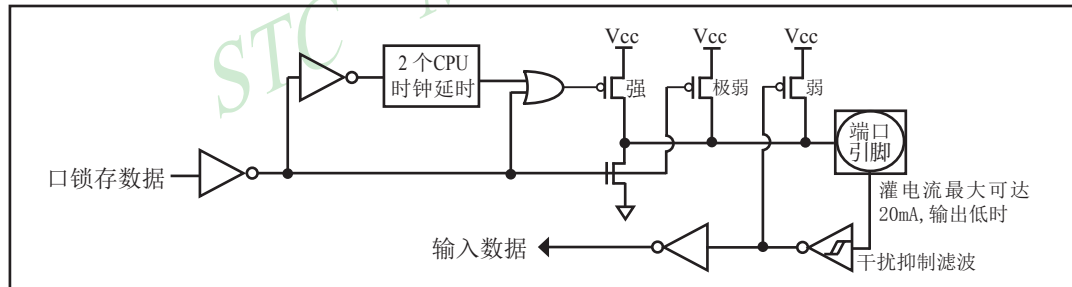 STC
Vcc
Vcc
Vcc
2 个CPU
时钟延时
强
极弱
弱
端口
引脚
口锁存数据
灌电流最大可达
20mA,输出低时
输入数据
干扰抑制滤波